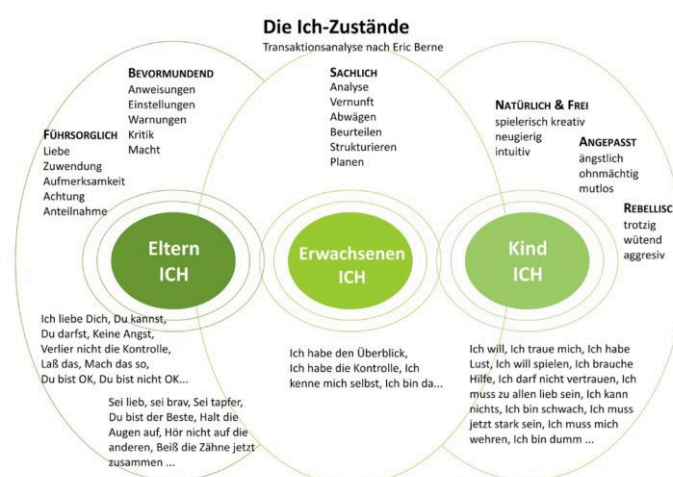 Die Ich-Zustände
Transaktionsanalyse nach Eric Berne
BEVORMUNDEND
Anweisungen
Einstellungen
Warnungen
Kritik
Macht
FÜHRSORGLICH
Liebe
Zuwendung
Aufmerksamkeit
Achtung
Anteilnahme
SACHLICH
Analyse
Vernunft
Abwägen
Beurteilen
Strukturieren
Planen
NATÜRLICH & FREI
spielerisch kreativ
neugierig
intuitiv
ANGEPASST
ängstlich
ohnmächtig
mutlos
REBELLISCH
trotzig
wütend
aggresiv
Eltern
ICH
Erwachsenen
ICH
Kind
ICH
Ich liebe Dich, Du kannst,
Du darfst, Keine Angst,
Verlier nicht die Kontrolle,
Laß das, Mach das so,
Du bist OK, Du bist nicht OK...
Sei lieb, sei brav, Sei tapfer,
Du bist der Beste, Halt die
Augen auf, Hör nicht auf die
anderen, Beiß die Zähne jetzt
zusammen ...
Ich habe den Überblick,
Ich habe die Kontrolle, Ich
kenne mich selbst, Ich bin da...
Ich will, Ich traue mich, Ich habe
Lust, Ich will spielen, Ich brauche
Hilfe, Ich darf nicht vertrauen, Ich
muss zu allen lieb sein, Ich kann
nichts, Ich bin schwach, Ich muss
jetzt stark sein, Ich muss mich
wehren, Ich bin dumm ...